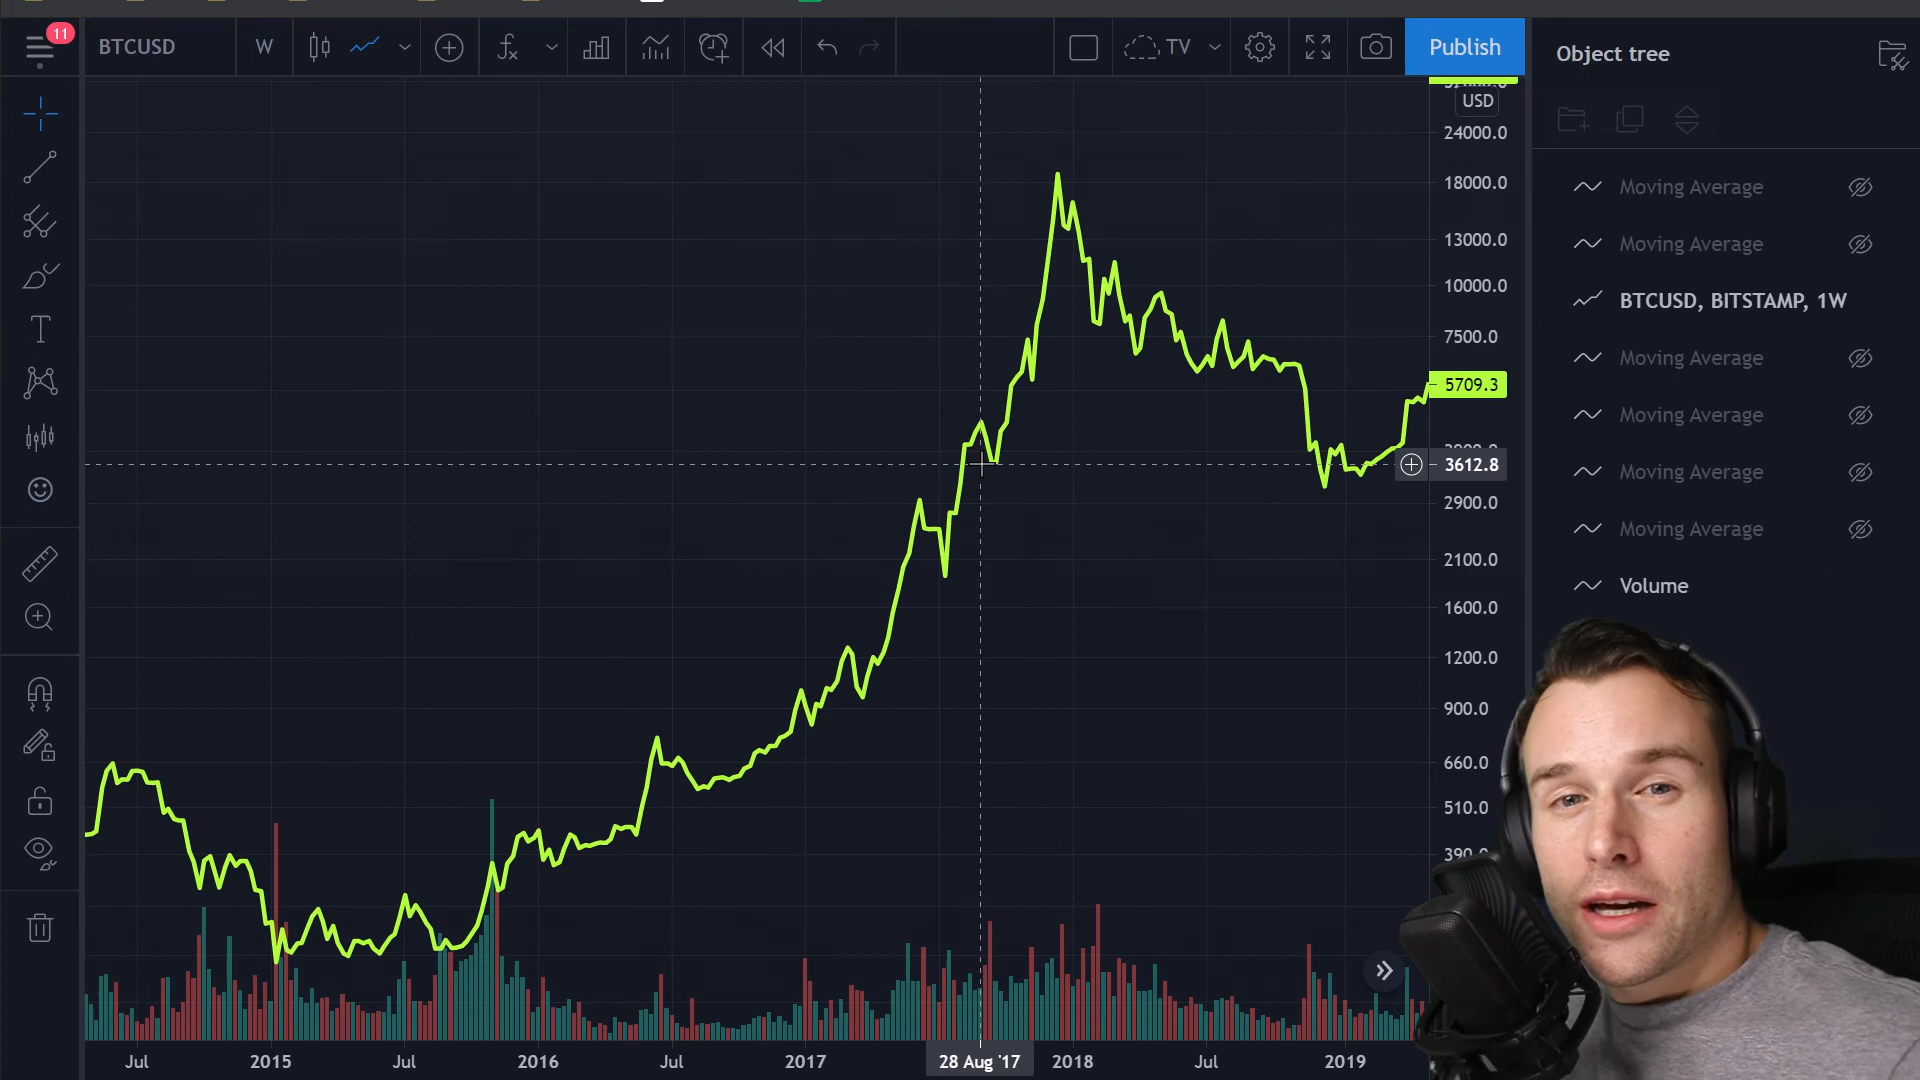 11
BTCUSD
W
fx
TV
Publish
Object tree
USD
24000.0
18000.0
13000.0
10000.0
7500.0
5709.3
3612.8
2900.0
2100.0
1600.0
1200.0
900.0
660.0
510.0
390.0
Moving Average
Moving Average
BTCUSD, BITSTAMP, 1W
Moving Average
Moving Average
Moving Average
Moving Average
Volume
Jul 2015 Jul 2016 Jul 2017 28 Aug '17 2018 Jul 2019